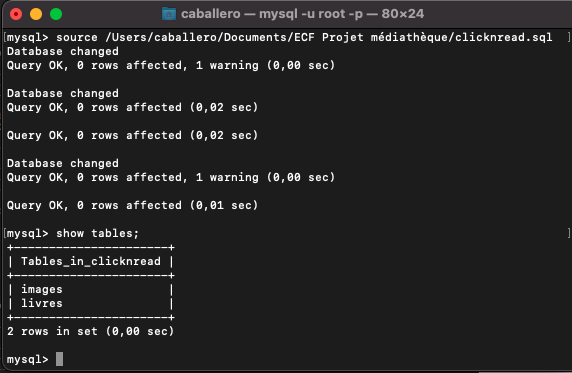 caballero — mysql -u root -p — 80×24
[mysql> source /Users/caballero/Documents/ECF Projet médiathèque/clicknread.sql ]
Database changed
Query OK, 0 rows affected, 1 warning (0,00 sec)
Database changed
Query OK, 0 rows affected (0,02 sec)
Query OK, 0 rows affected (0,02 sec)
Database changed
Query OK, 0 rows affected, 1 warning (0,00 sec)
Query OK, 0 rows affected (0,01 sec)
[mysql> show tables; ]
+----------------------+
| Tables_in_clicknread |
+----------------------+
| images               |
| livres               |
+----------------------+
2 rows in set (0,00 sec)
mysql>